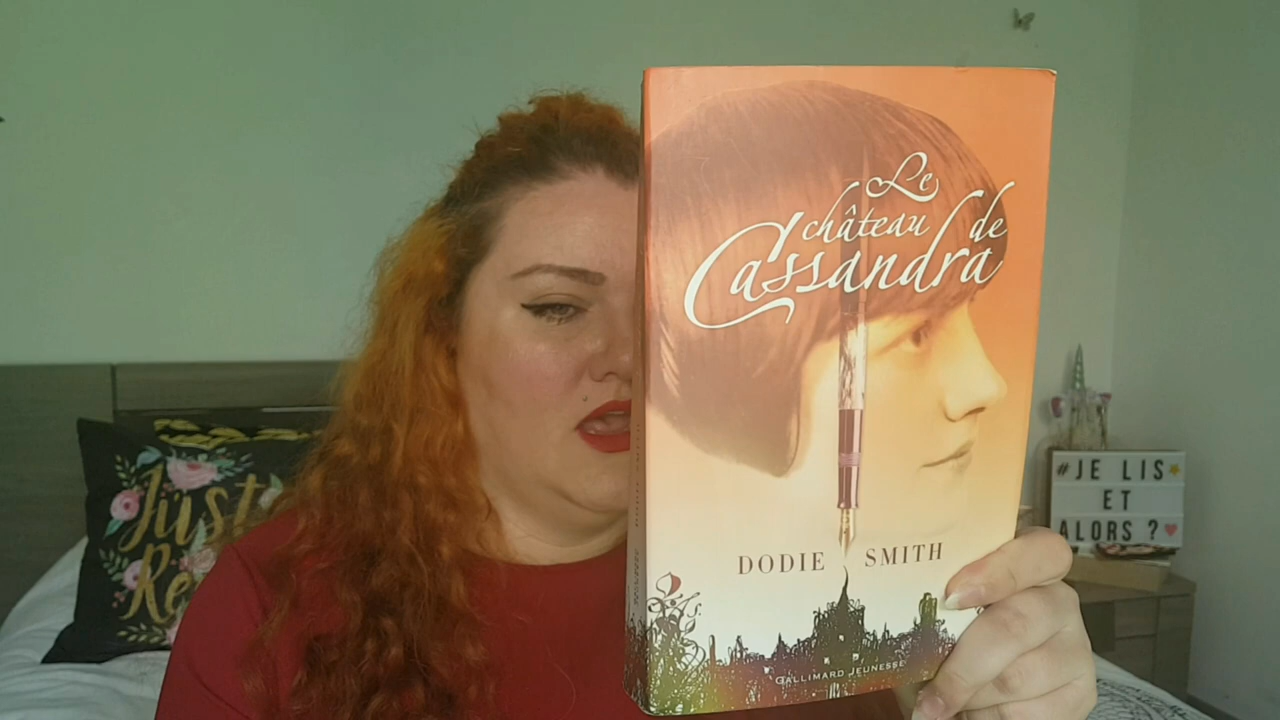 Le
château de
Cassandra
DODIE SMITH
GALLIMARD JEUNESSE
Just
Re
#JE LIS
ET
ALORS ?